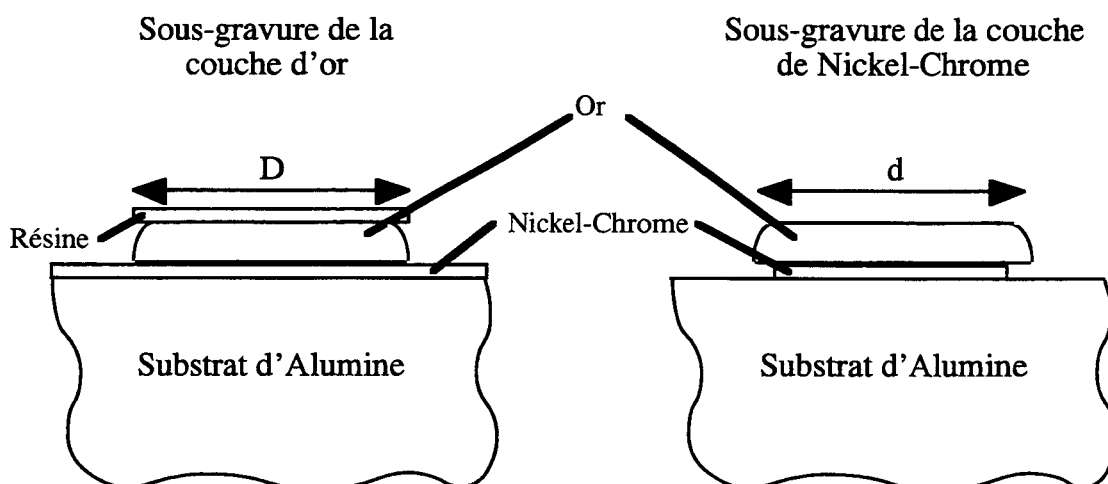 Sous-gravure de la
couche d'or
Sous-gravure de la couche
de Nickel-Chrome
Or
D
d
Résine
Nickel-Chrome
Substrat d'Alumine
Substrat d'Alumine